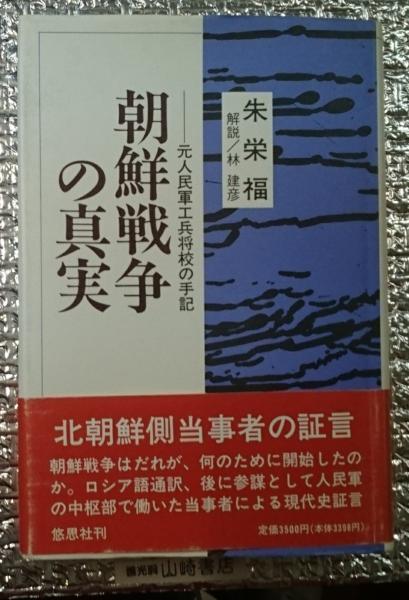 朱栄福
解説／林 建彦
朝鮮戦争
の真実
──元人民軍工兵将校の手記
北朝鮮側当事者の証言
朝鮮戦争はだれが、何のために開始したの
か。ロシア語通訳、後に参謀として人民軍
の中枢部で働いた当事者による現代史証言
悠思社刊
定価3500円(本体3398円)
山崎書店